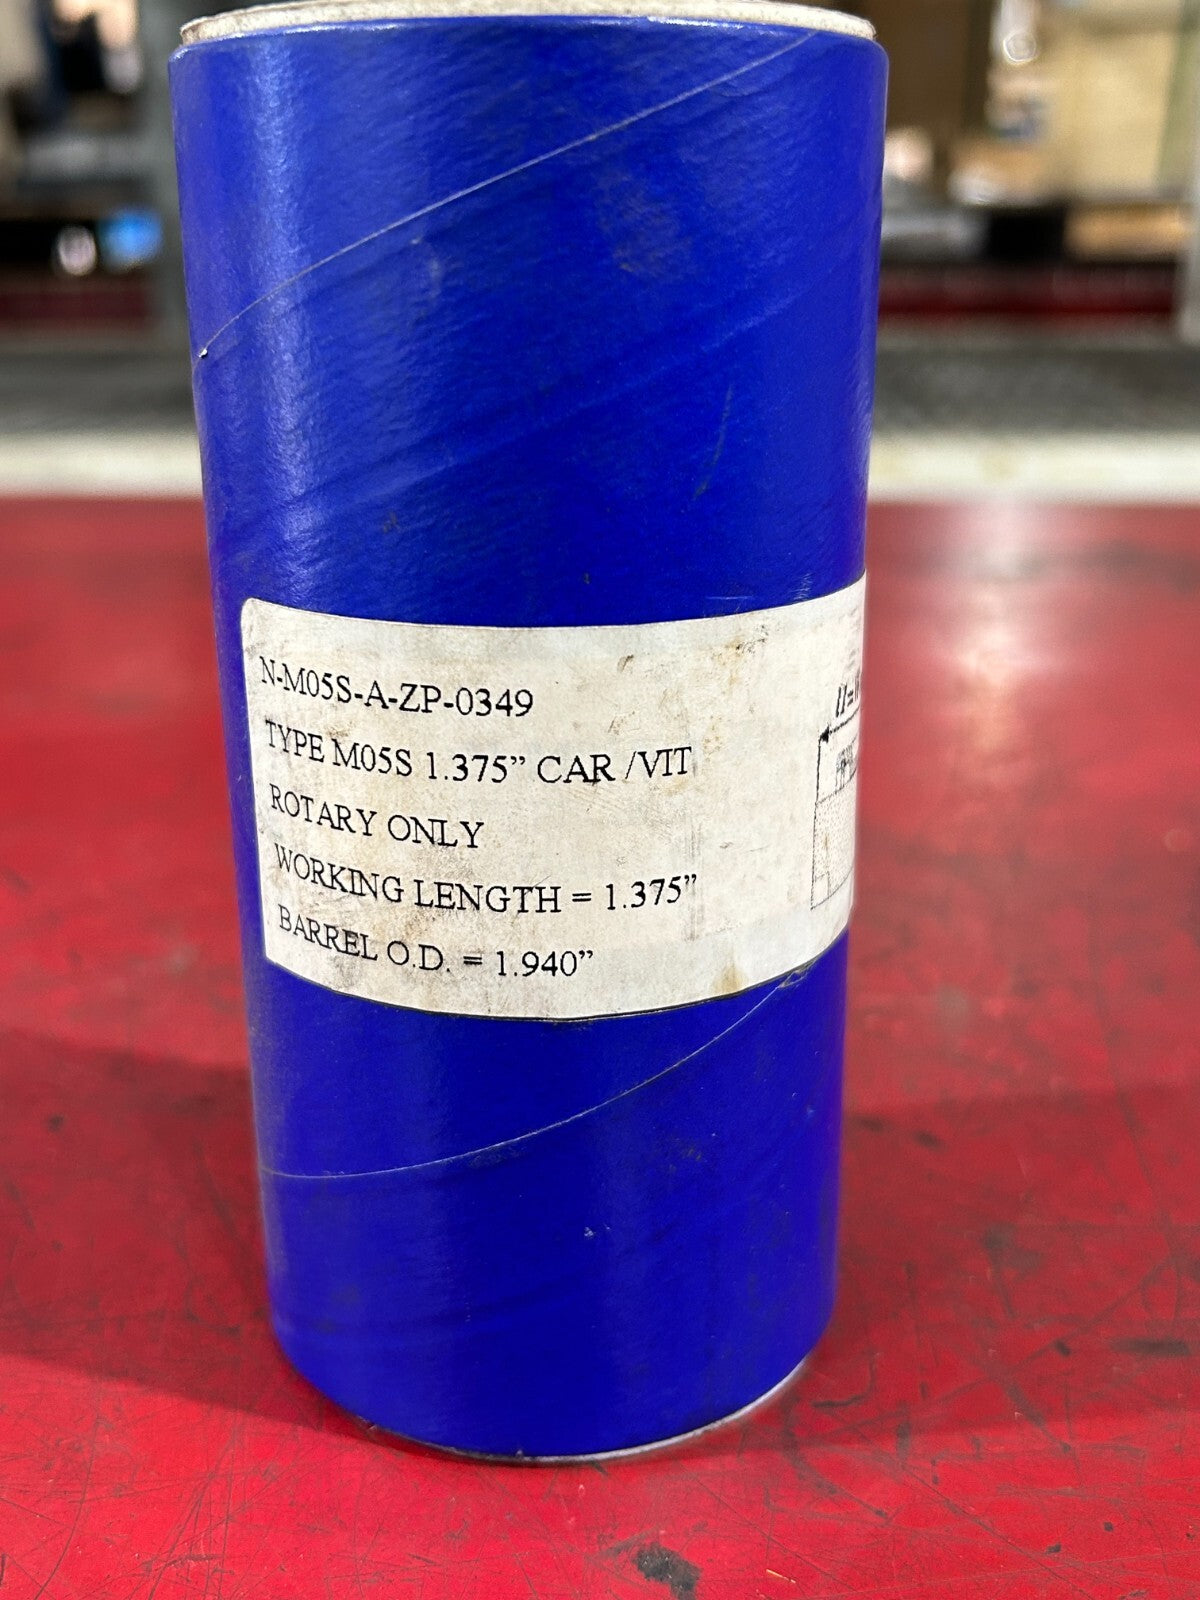 N-M05S-A-ZP-0349
TYPE M05S 1.375” CAR /VIT
ROTARY ONLY
WORKING LENGTH = 1.375”
BARREL O.D. = 1.940”